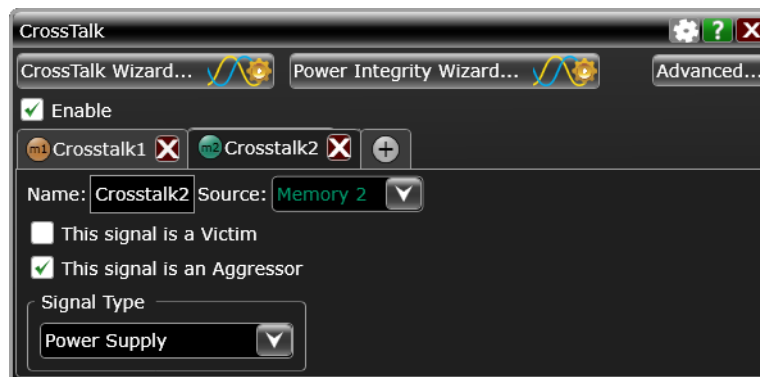 CrossTalk ?
CrossTalk Wizard... Power Integrity Wizard... Advanced...
Enable
m1 Crosstalk1 m2 Crosstalk2
Name: Crosstalk2 Source: Memory 2
This signal is a Victim
This signal is an Aggressor
Signal Type
Power Supply